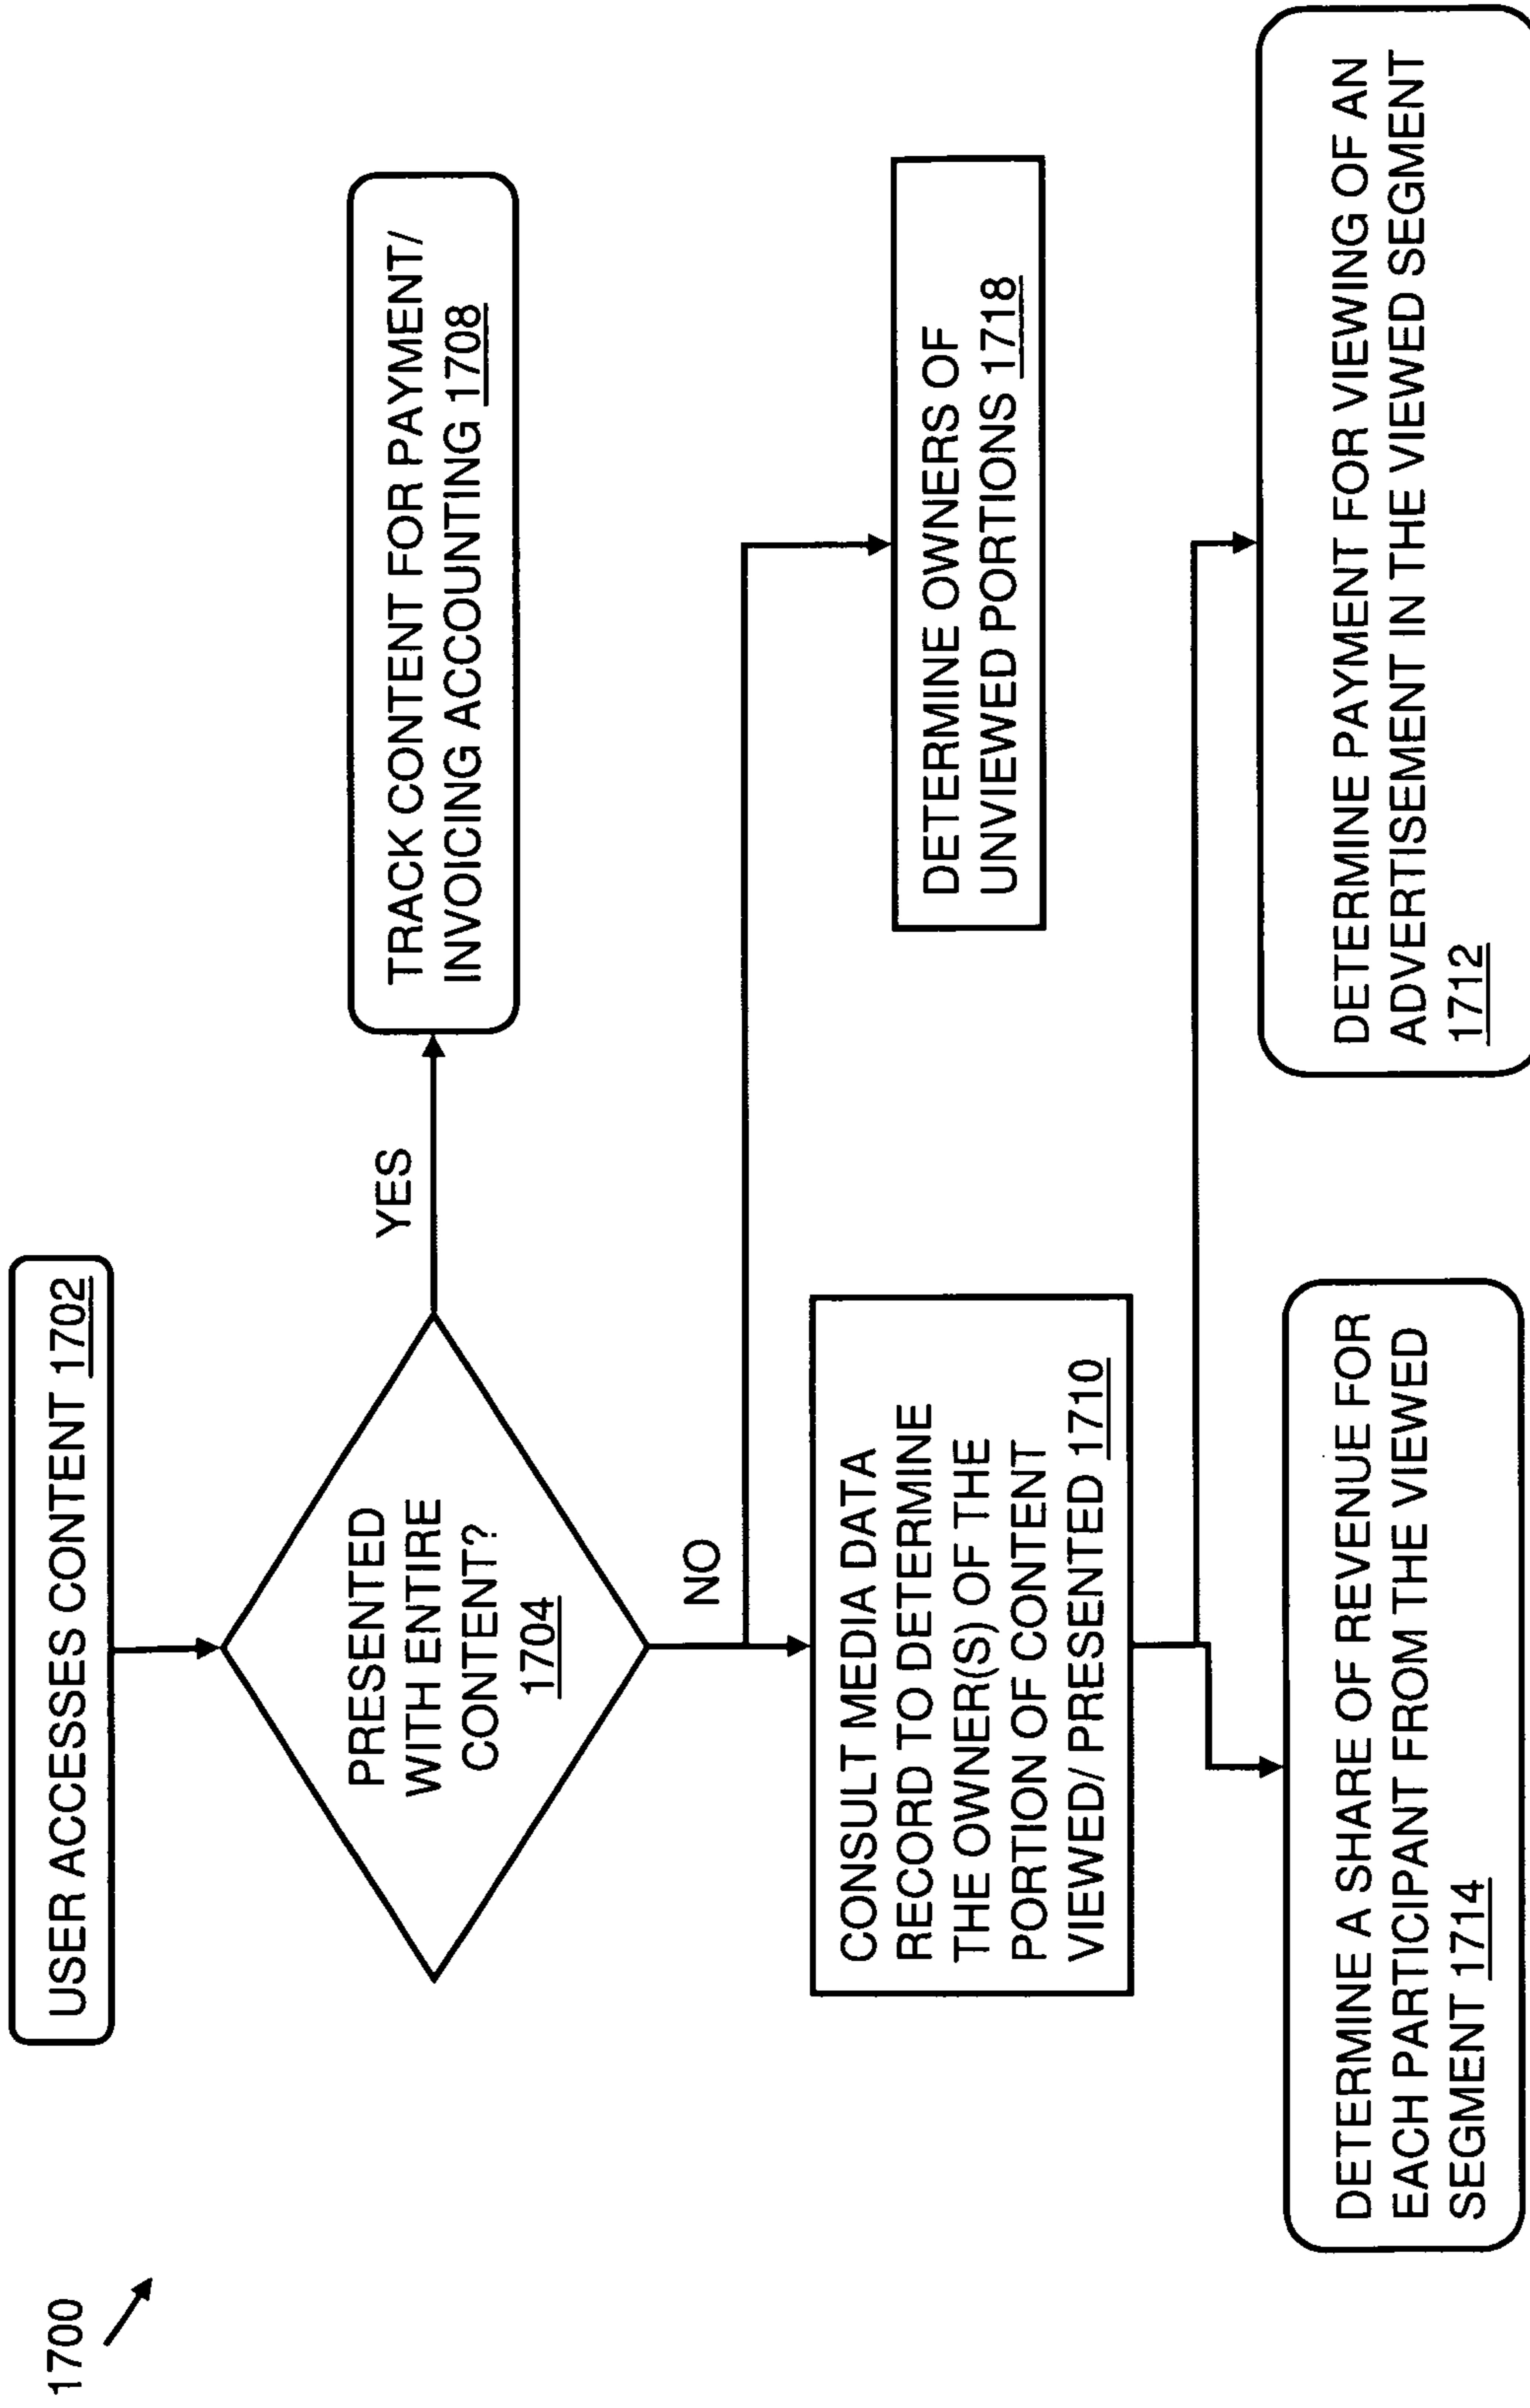 1700
USER ACCESSES CONTENT 1702
PRESENTED
WITH ENTIRE
CONTENT?
1704
YES
TRACK CONTENT FOR PAYMENT/
INVOICING ACCOUNTING 1708
NO
CONSULT MEDIA DATA
RECORD TO DETERMINE
THE OWNER(S) OF THE
PORTION OF CONTENT
VIEWED/ PRESENTED 1710
DETERMINE OWNERS OF
UNVIEWED PORTIONS 1718
DETERMINE A SHARE OF REVENUE FOR
EACH PARTICIPANT FROM THE VIEWED
SEGMENT 1714
DETERMINE PAYMENT FOR VIEWING OF AN
ADVERTISEMENT IN THE VIEWED SEGMENT
1712